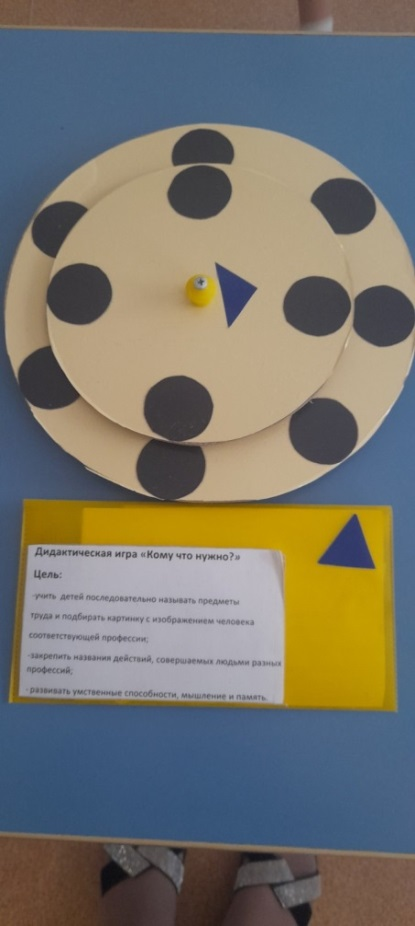 Дидактическая игра «Кому что нужно?»
Цель:
-учить детей последовательно называть предметы
труда и подбирать картинку с изображением человека
соответствующей профессии;
-закрепить названия действий, совершаемых людьми разных
профессий;
- развивать умственные способности, мышление и память.